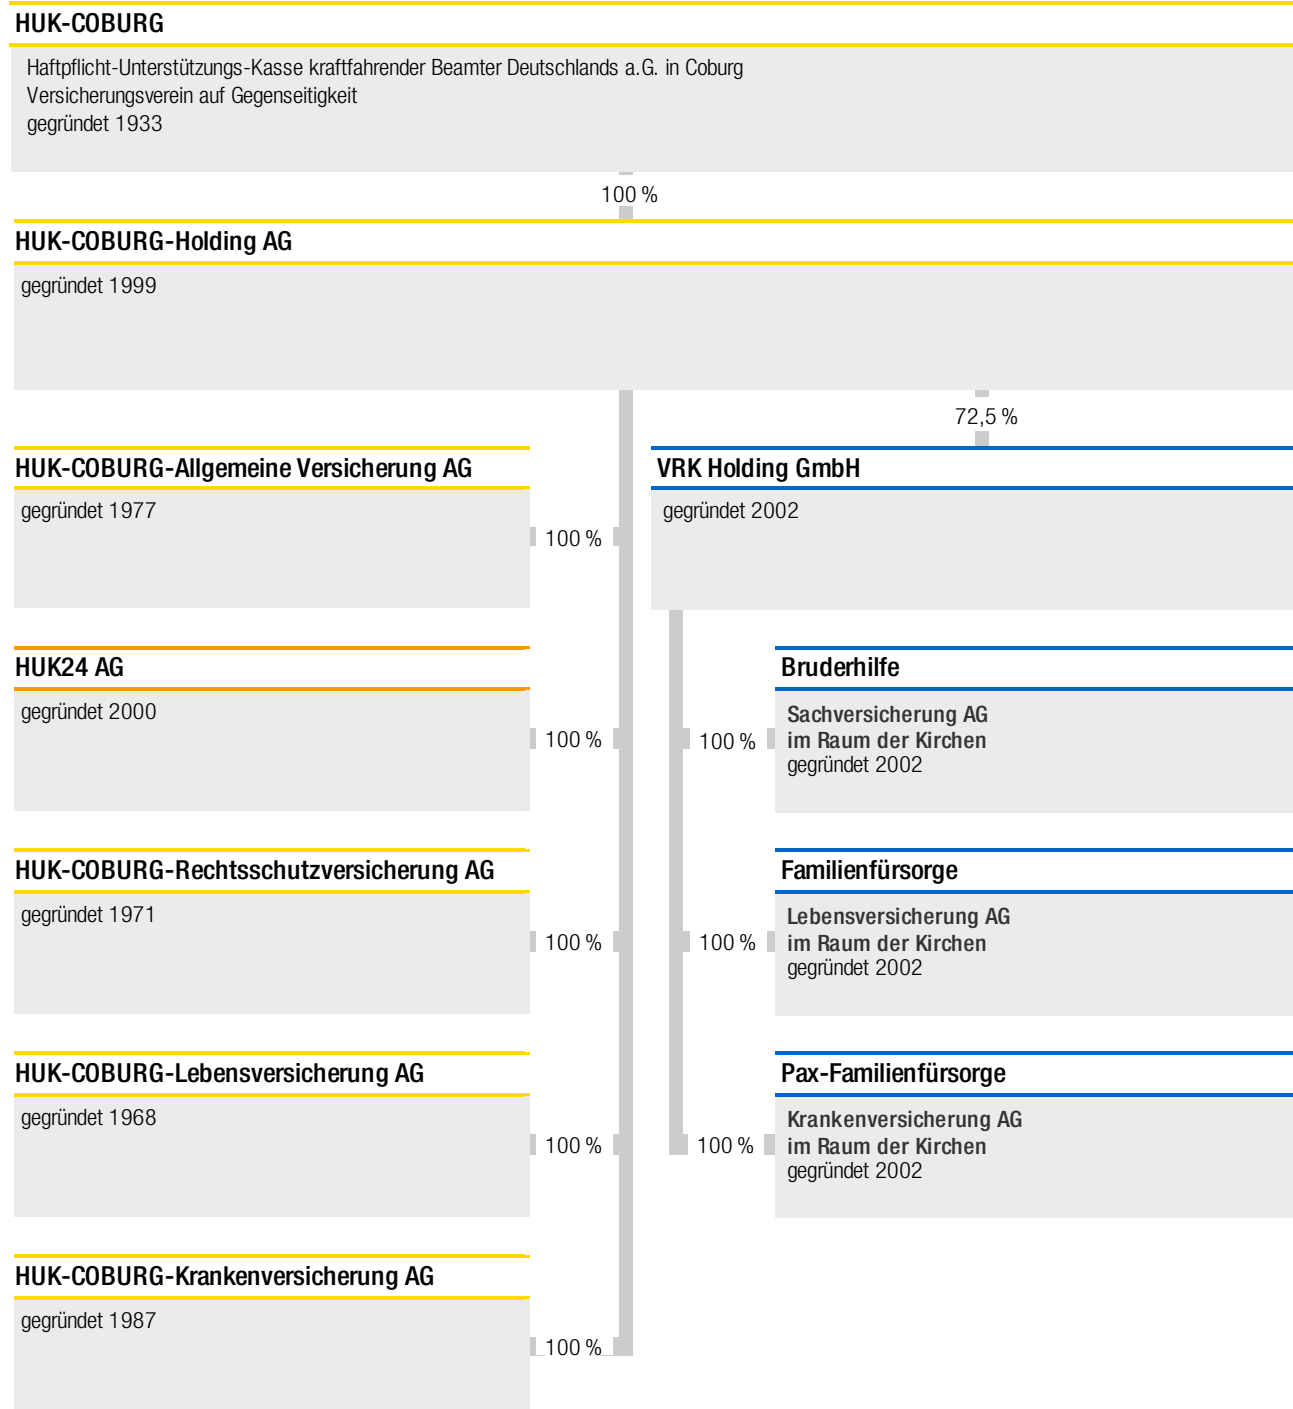 HUK-COBURG
Haftpflicht-Unterstützungs-Kasse kraftfahrender Beamter Deutschlands a.G. in Coburg
Versicherungsverein auf Gegenseitigkeit
gegründet 1933
100 %
HUK-COBURG-Holding AG
gegründet 1999
72,5 %
HUK-COBURG-Allgemeine Versicherung AG
gegründet 1977
100 %
VRK Holding GmbH
gegründet 2002
HUK24 AG
gegründet 2000
100 %
100 %
Bruderhilfe
Sachversicherung AG
im Raum der Kirchen
gegründet 2002
HUK-COBURG-Rechtsschutzversicherung AG
gegründet 1971
100 %
100 %
Familienfürsorge
Lebensversicherung AG
im Raum der Kirchen
gegründet 2002
HUK-COBURG-Lebensversicherung AG
gegründet 1968
100 %
100 %
Pax-Familienfürsorge
Krankenversicherung AG
im Raum der Kirchen
gegründet 2002
HUK-COBURG-Krankenversicherung AG
gegründet 1987
100 %